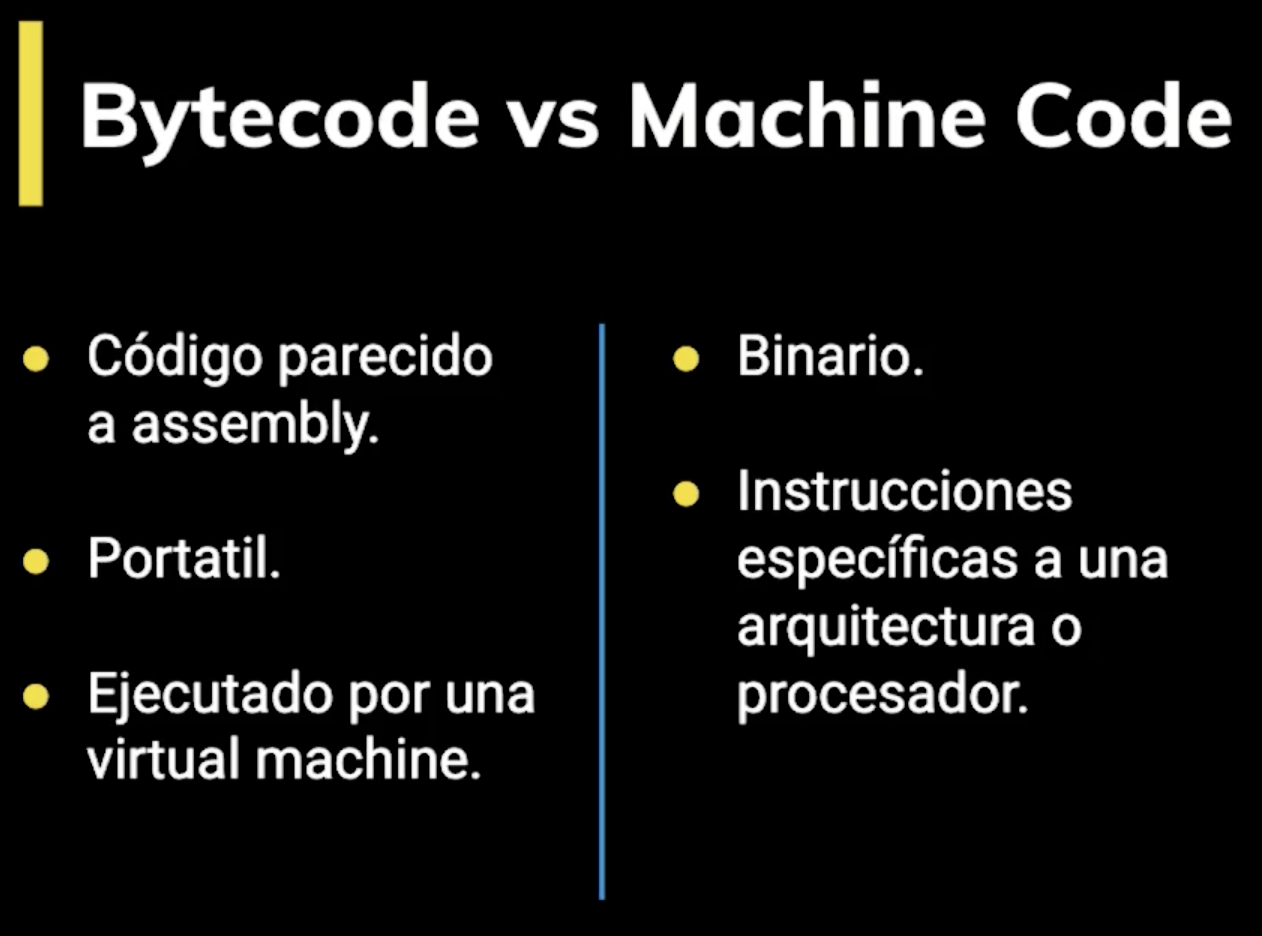 Bytecode vs Machine Code
Código parecido
a assembly.
Portatil.
Ejecutado por una
virtual machine.
Binario.
Instrucciones
específicas a una
arquitectura o
procesador.